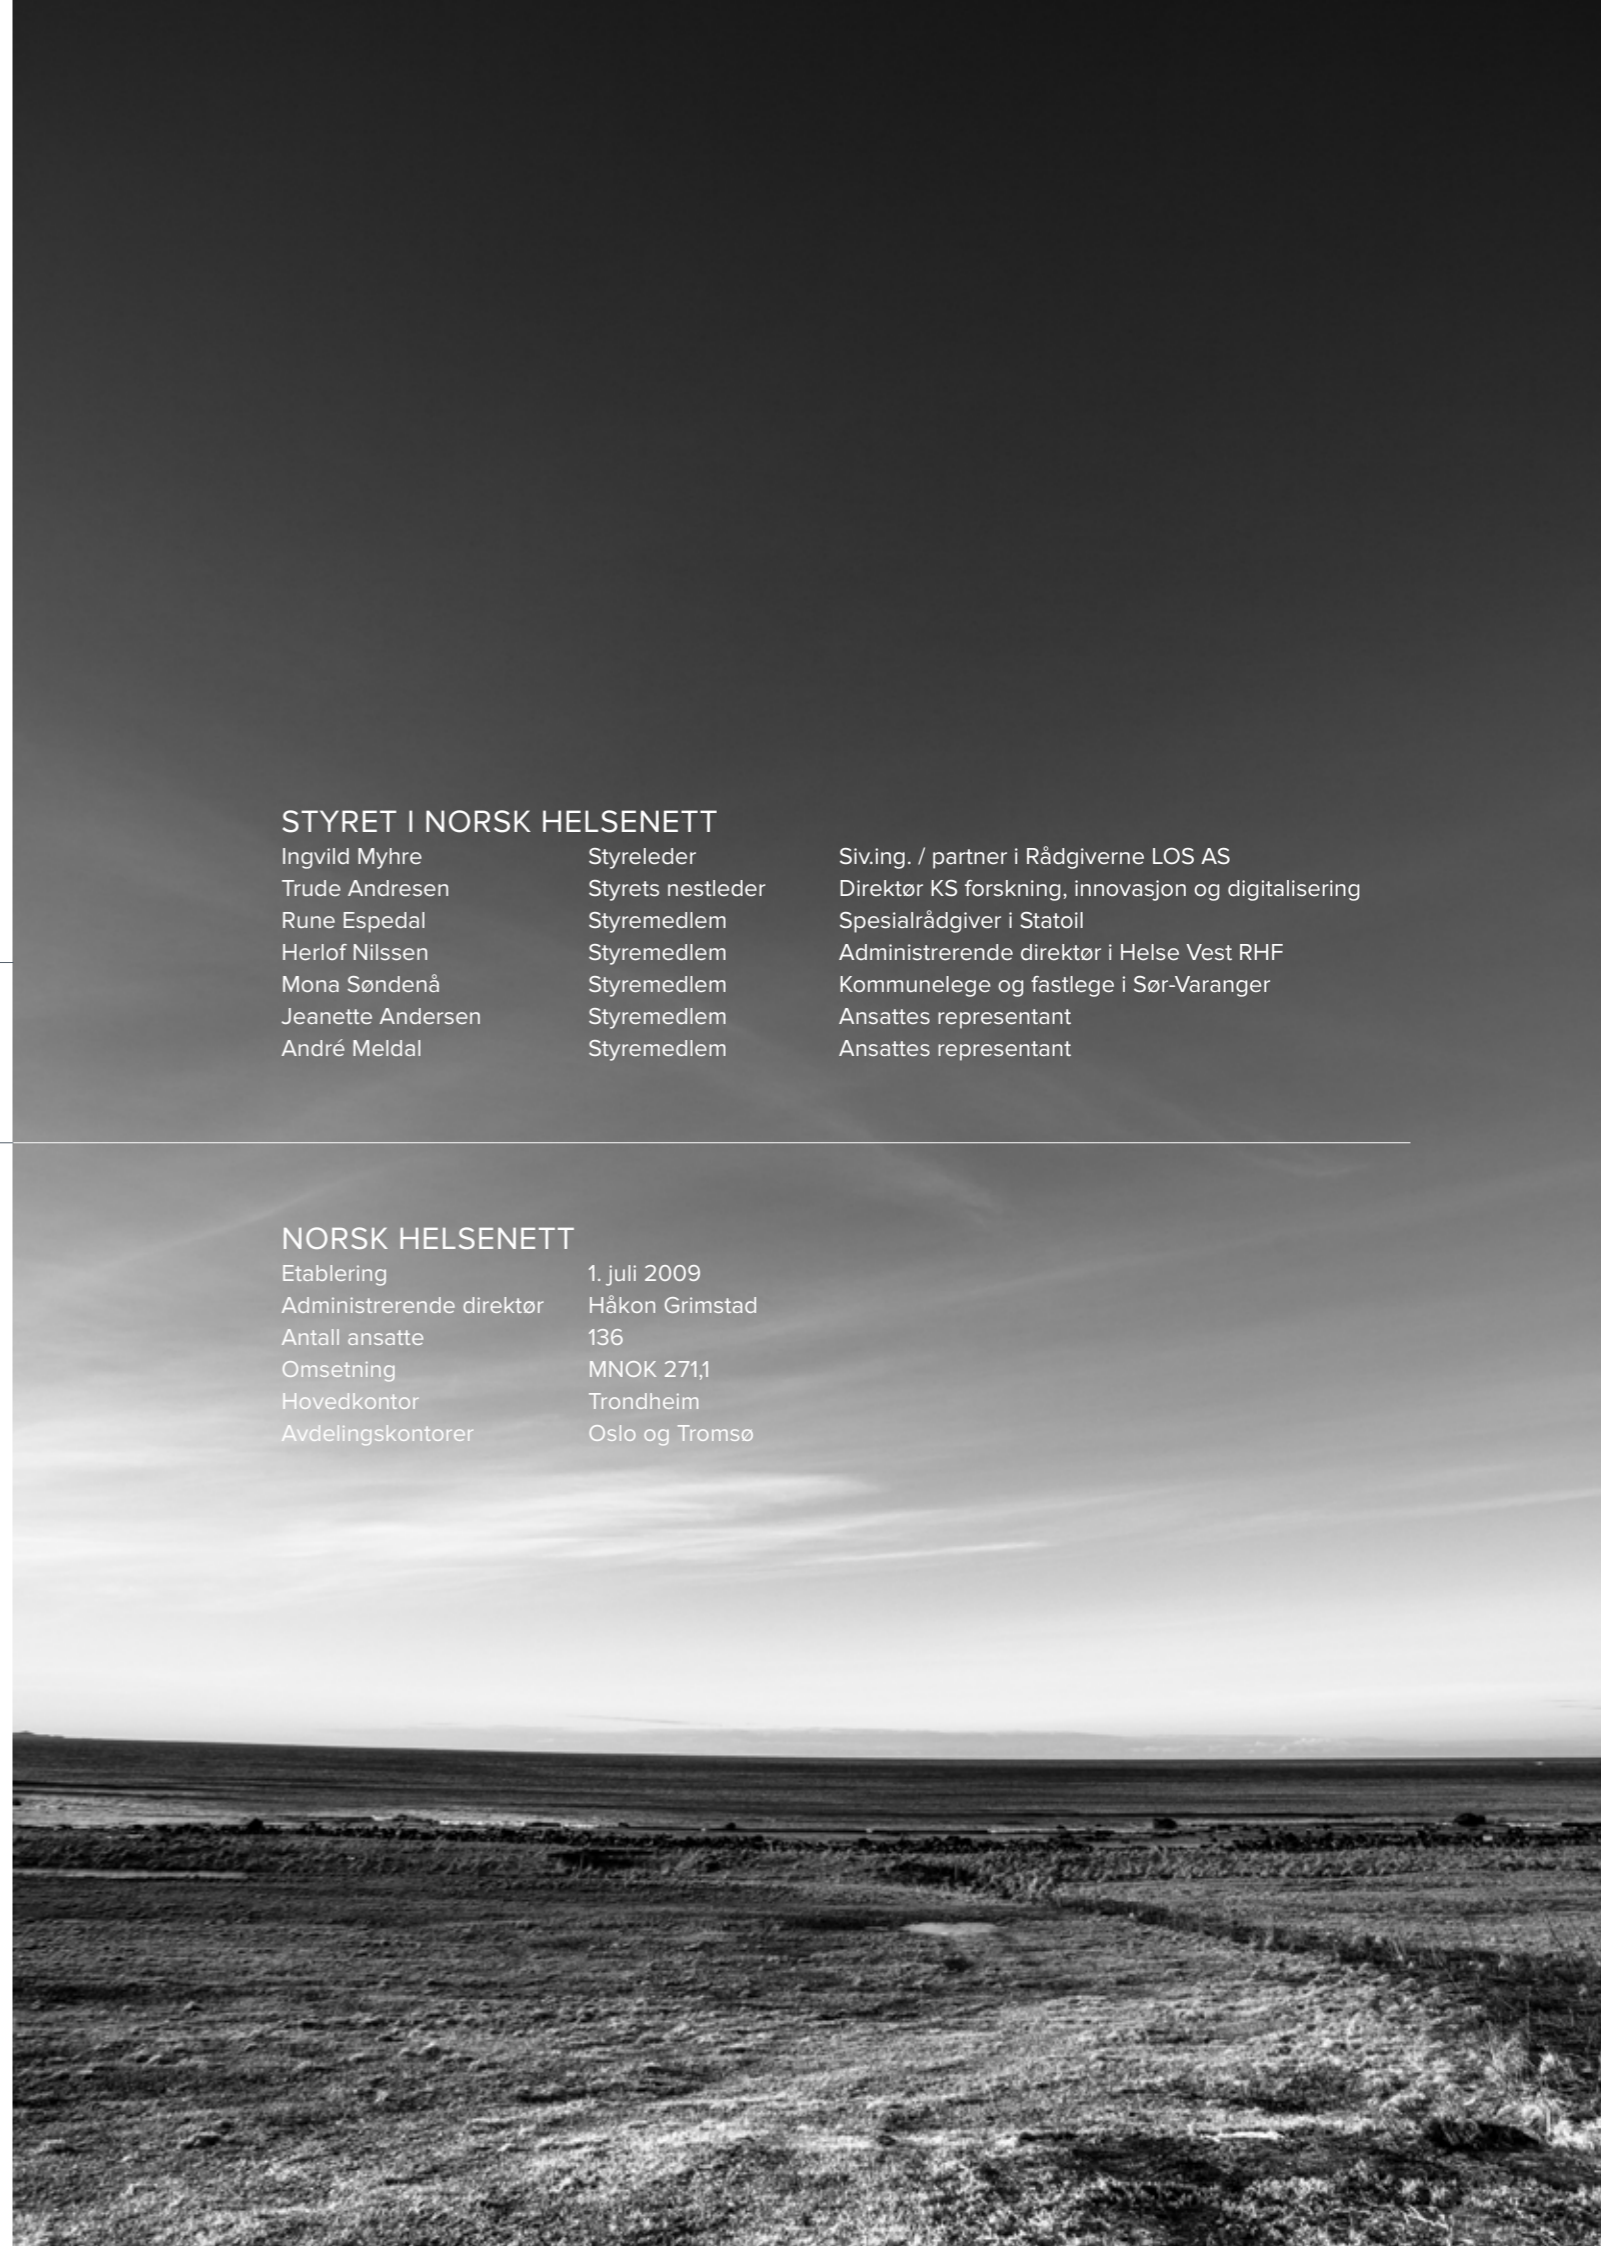 STYRET I NORSK HELSENETT
Ingvild Myhre Styreleder Siv.ing. / partner i Rådgiverne LOS AS
Trude Andresen Styrets nestleder Direktør KS forskning, innovasjon og digitalisering
Rune Espedal Styremedlem Spesialrådgiver i Statoil
Herlof Nilssen Styremedlem Administrerende direktør i Helse Vest RHF
Mona Søndenå Styremedlem Kommunelege og fastlege i Sør-Varanger
Jeanette Andersen Styremedlem Ansattes representant
André Meldal Styremedlem Ansattes representant
NORSK HELSENETT
Etablering 1. juli 2009
Administrerende direktør Håkon Grimstad
Antall ansatte 136
Omsetning MNOK 271,1
Hovedkontor Trondheim
Avdelingskontorer Oslo og Tromsø